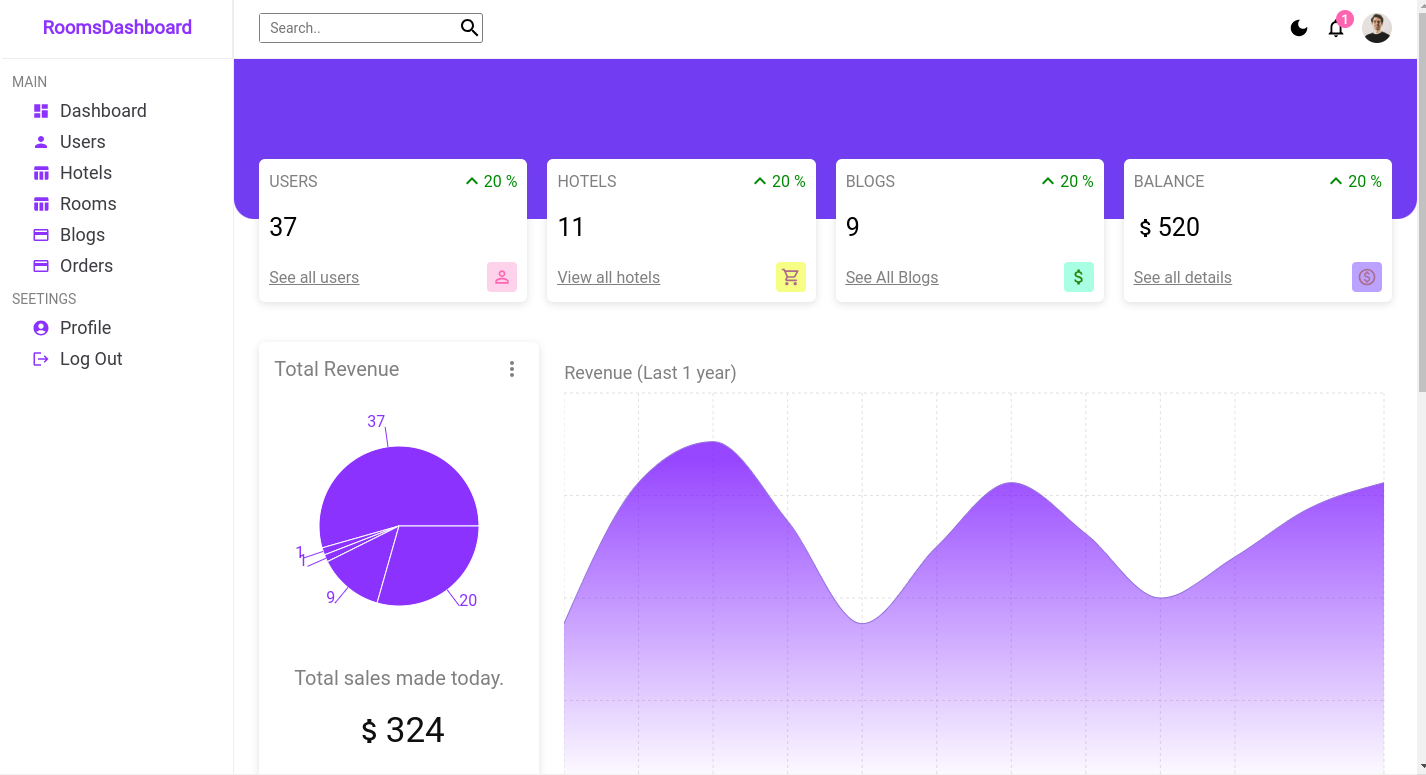 RoomsDashboard
Search..
1
MAIN
Dashboard
Users
Hotels
Rooms
Blogs
Orders
SEETINGS
Profile
Log Out
USERS 20 %
37
See all users
HOTELS 20 %
11
View all hotels
BLOGS 20 %
9
See All Blogs
$
BALANCE 20 %
$ 520
See all details
$
Total Revenue
37
1
1
9
20
Total sales made today.
$ 324
Revenue (Last 1 year)